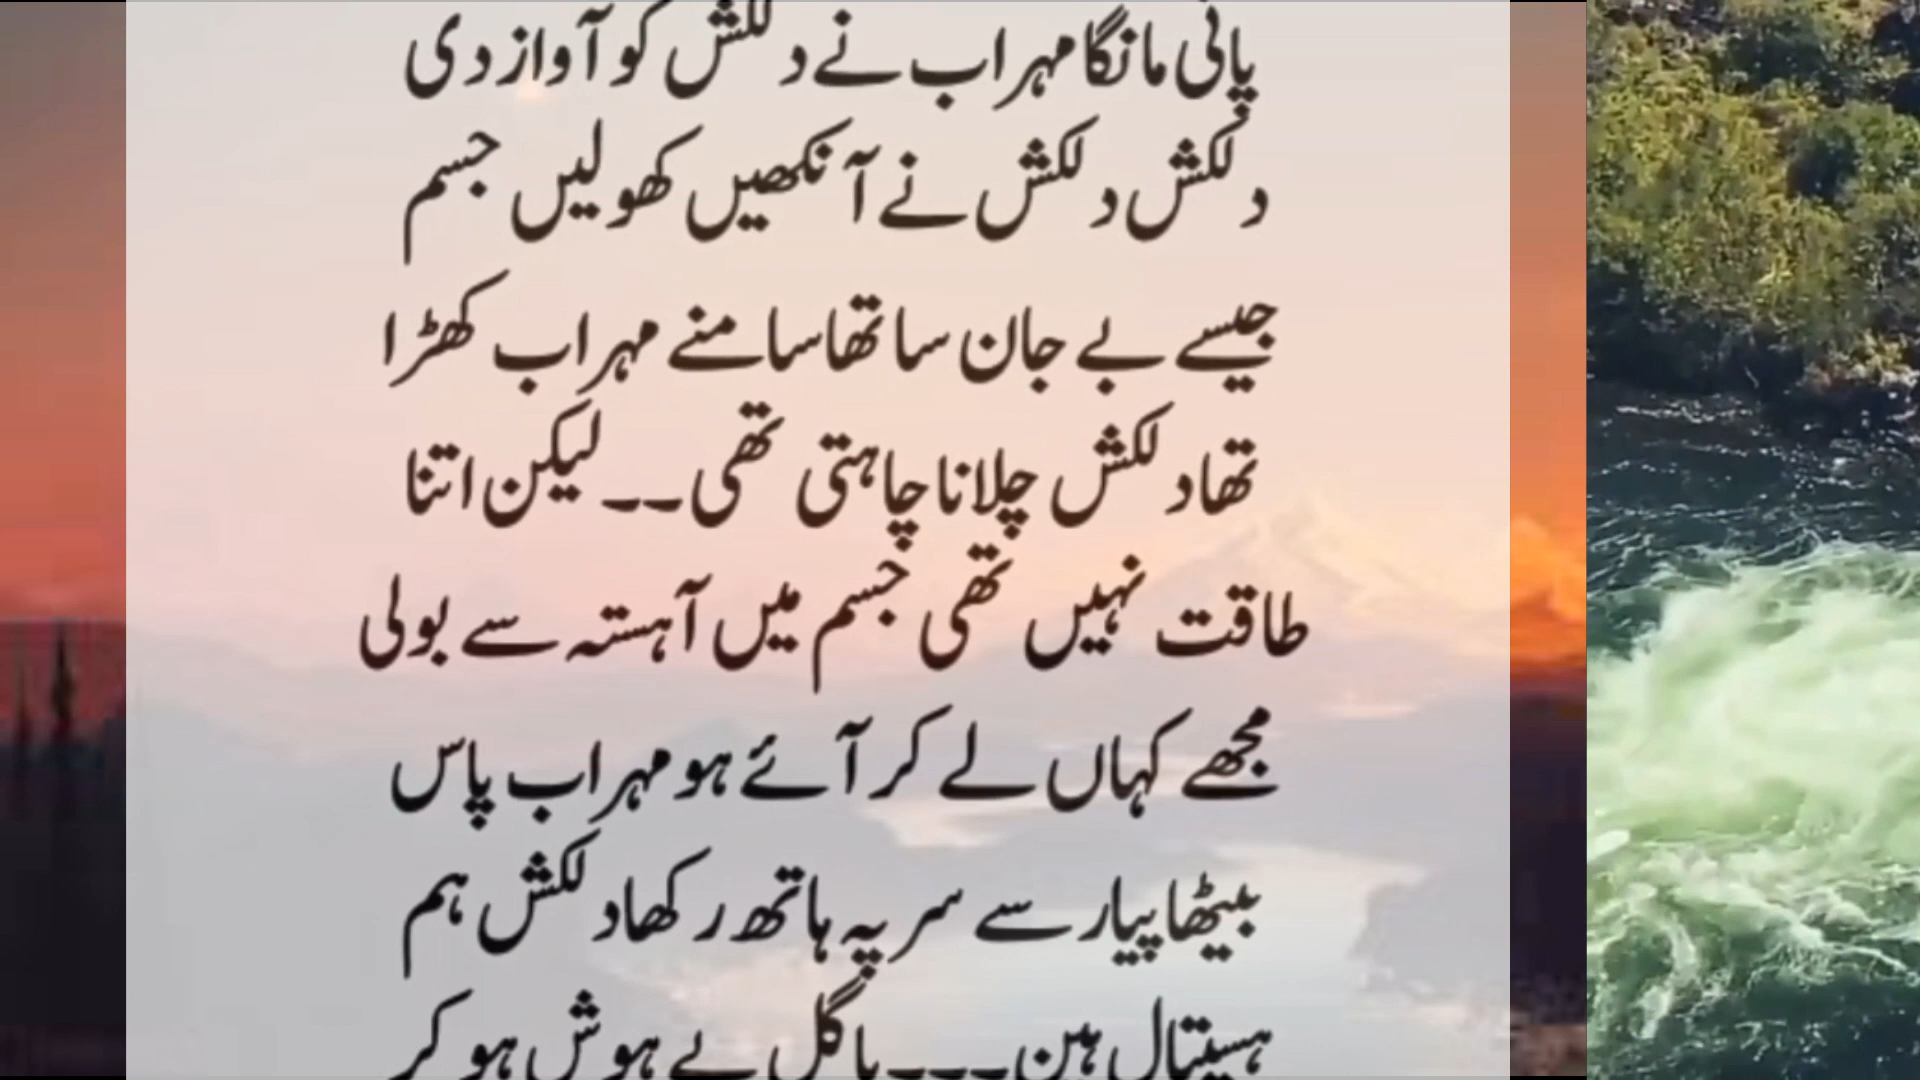 پانی مانگا مہراب نے دلکش کو آواز دی
دلکش دلکش نے آنکھیں کھولیں جسم
جیسے بے جان سا تھا سامنے مہراب کھڑا
تھا دلکش چلانا چاہتی تھی۔۔ لیکن اتنا
طاقت نہیں تھی جسم میں آہستہ سے بولی
مجھے کہاں لے کر آئے ہو مہراب پاس
بیٹھا پیار سے سر پہ ہاتھ رکھا دلکش ہم
ہسپتال ہیں۔۔۔ پاگل بے ہوش ہو کر